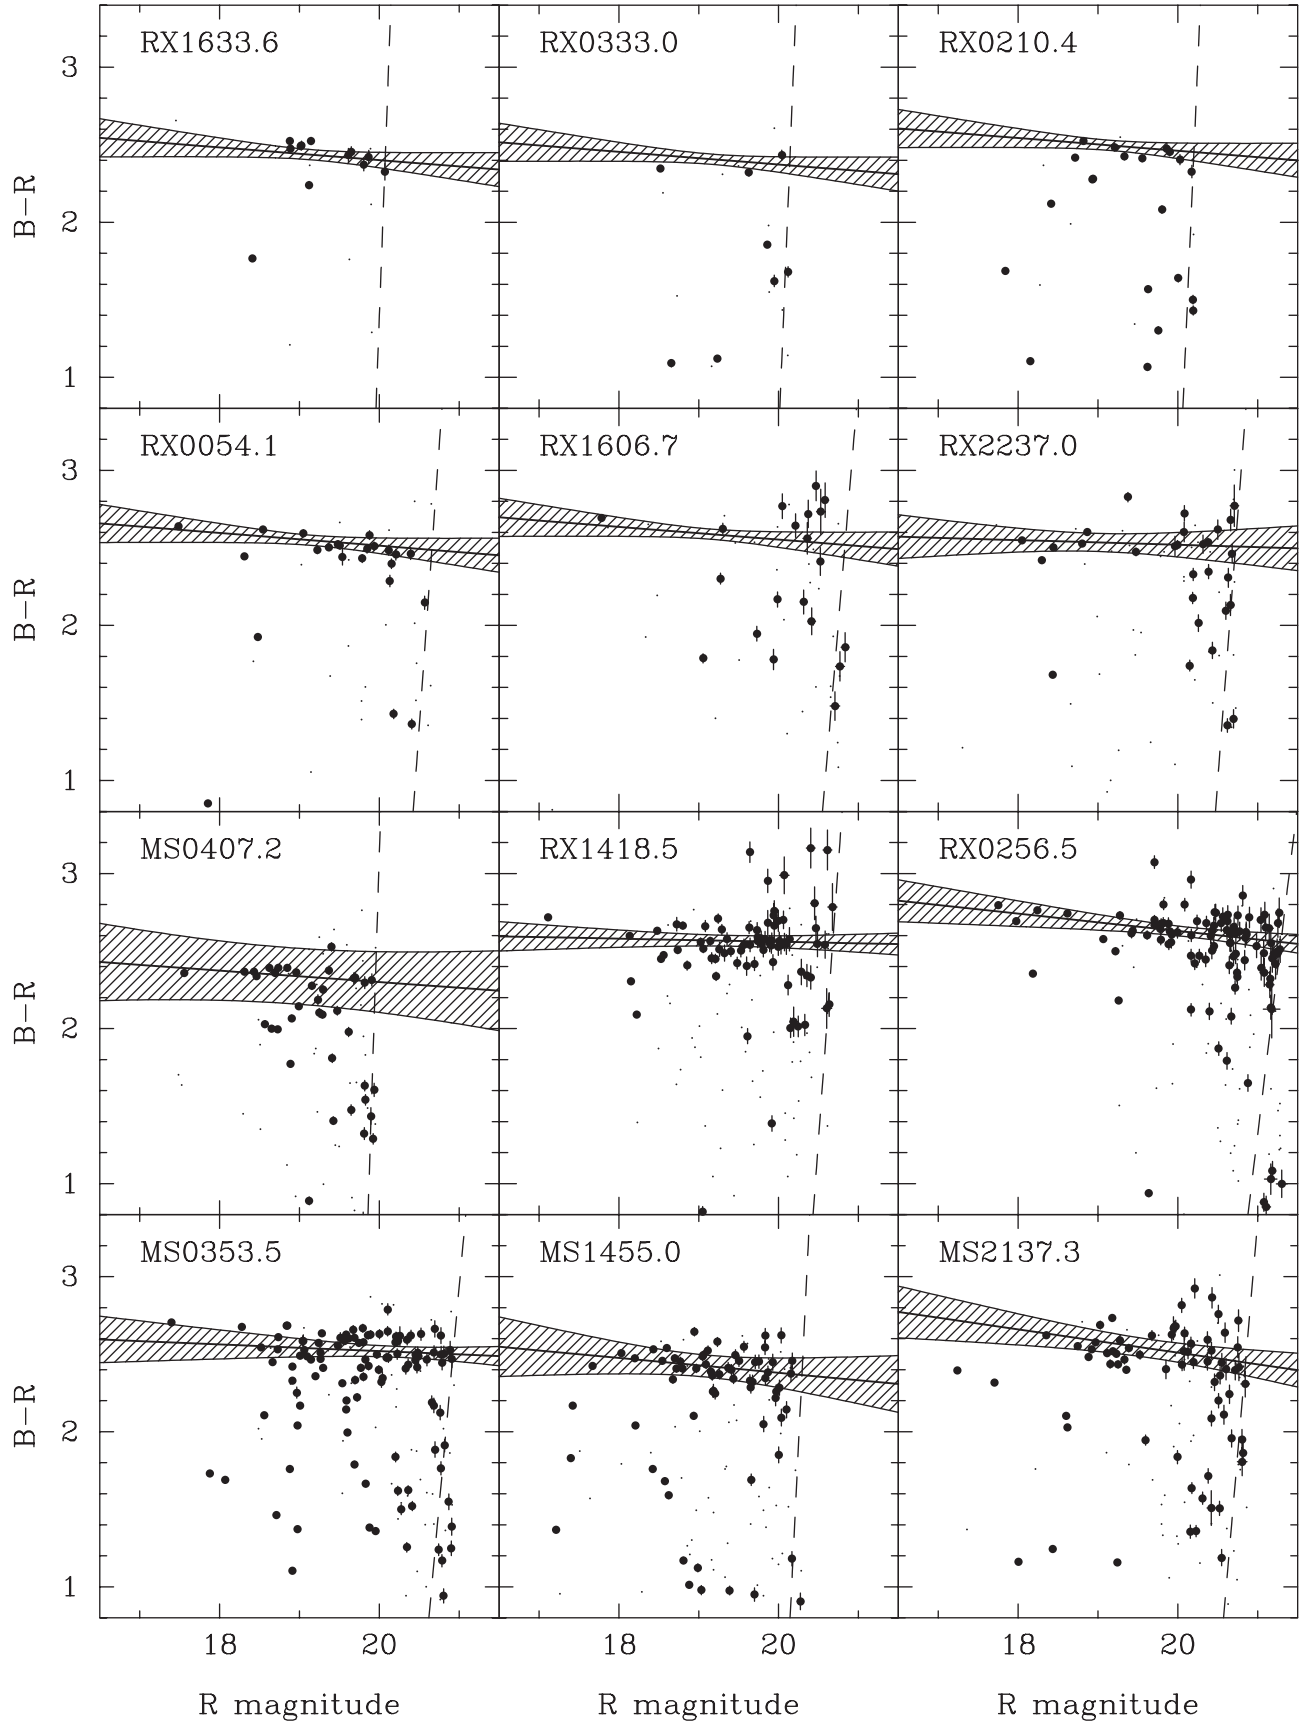 RX1633.6 RX0333.0 RX0210.4
3
2
1
B-R
RX0054.1 RX1606.7 RX2237.0
3
2
1
B-R
MS0407.2 RX1418.5 RX0256.5
3
2
1
B-R
MS0353.5 MS1455.0 MS2137.3
3
2
1
B-R
18 20 18 20 18 20
R magnitude R magnitude R magnitude